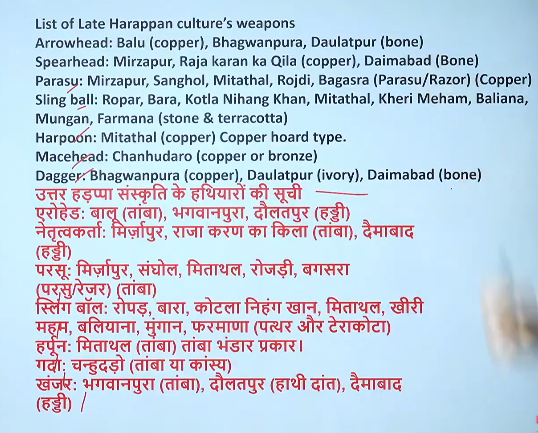 List of Late Harappan culture's weapons
Arrowhead: Balu (copper), Bhagwanpura, Daulatpur (bone)
Spearhead: Mirzapur, Raja karan ka Qila (copper), Daimabad (Bone)
Parasu: Mirzapur, Sanghol, Mitathal, Rojdi, Bagasra (Parasu/Razor) (Copper)
Sling ball: Ropar, Bara, Kotla Nihang Khan, Mitathal, Kheri Meham, Baliana,
Mungan, Farmana (stone & terracotta)
Harpoon: Mitathal (copper) Copper hoard type.
Macehead: Chanhudaro (copper or bronze)
Dagger: Bhagwanpura (copper), Daulatpur (ivory), Daimabad (bone)
उत्तर हड़प्पा संस्कृति के हथियारों की सूची
एरोहेड: बालू (तांबा), भगवानपुरा, दौलतपुर (हड्डी)
नेतृत्वकर्ता: मिर्ज़ापुर, राजा करण का किला (तांबा), दैमाबाद
(हड्डी)
परसू: मिर्ज़ापुर, संघोल, मिताथल, रोजड़ी, बगसरा
(परसु/रेजर) (तांबा)
स्लिंग बॉल: रोपड़, बारा, कोटला निहंग खान, मिताथल, खीरी
महम, बलियाना, मुंगान, फरमाणा (पत्थर और टेराकोटा)
हर्पून: मिताथल (तांबा) तांबा भंडार प्रकार।
गदा: चन्हुदड़ो (तांबा या कांस्य)
खंजर: भगवानपुरा (तांबा), दौलतपुर (हाथी दांत), दैमाबाद
(हड्डी)